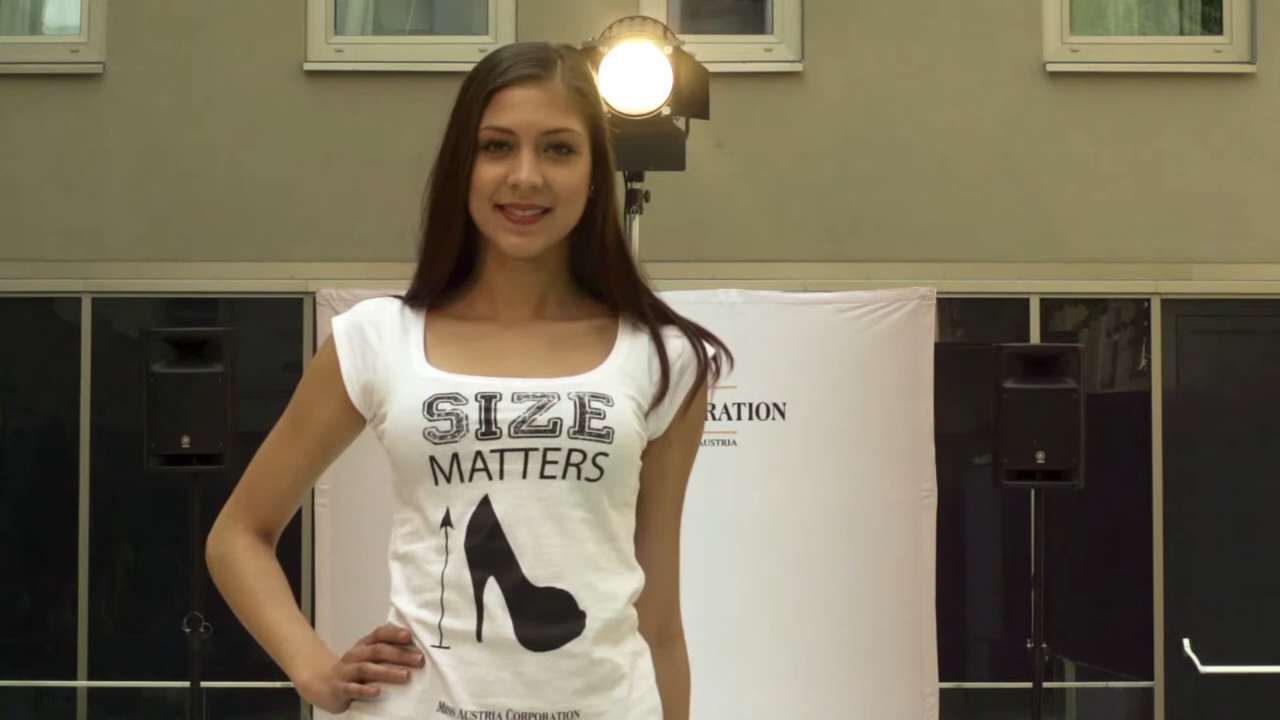 SIZE
MATTERS
MISS AUSTRIA CORPORATION
RATION
AUSTRIA